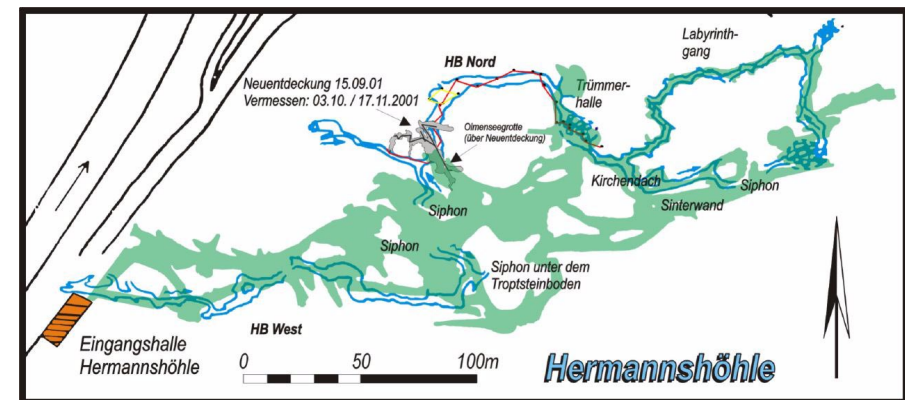 Labyrinth-
gang
HB Nord
Neuentdeckung 15.09.01
Vermessen: 03.10. / 17.11.2001
Trümmer-
halle
Olmenseegrotte
(über Neuentdeckung)
Kirchendach
Siphon
Siphon
Sinterwand
Siphon
Siphon unter dem
Troptsteinboden
HB West
Eingangshalle
Hermannshöhle
0 50 100m
Hermannshöhle